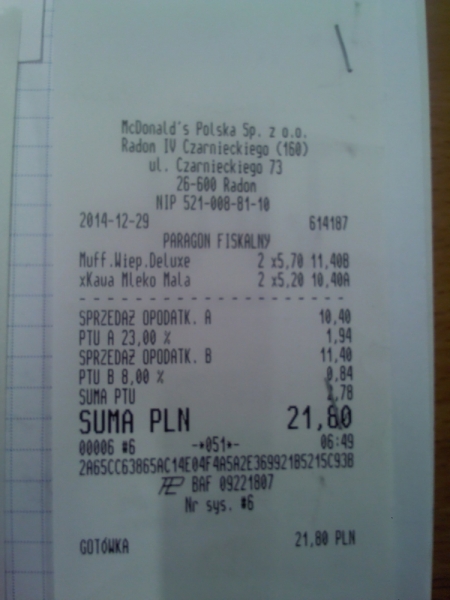 McDonald's Polska Sp. z o.o.
Radom IV Czarnieckiego (160)
ul. Czarnieckiego 73
26-600 Radom
NIP 521-008-81-10
2014-12-29 614187
PARAGON FISKALNY
Muff.Wiep.Deluxe 2 x5,70 11,40B
xKawa Mleko Mala 2 x5,20 10,40A
SPRZEDAŻ OPODATK. A 10,40
PTU A 23,00 % 1,94
SPRZEDAŻ OPODATK. B 11,40
PTU B 8,00 % 0,84
SUMA PTU 2,78
SUMA PLN 21,80
00006 #6 -*051*- 06:49
2A65CC63865AC14E04F4A5A2E369921B5215C93B
BAF 09221807
Nr sys. #6
GOTÓWKA 21,80 PLN